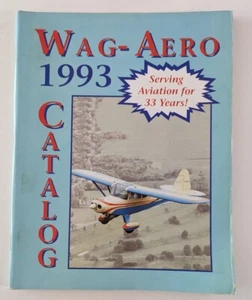 WAG-AERO
1993
Serving
Aviation for
33 Years!
CATALOG